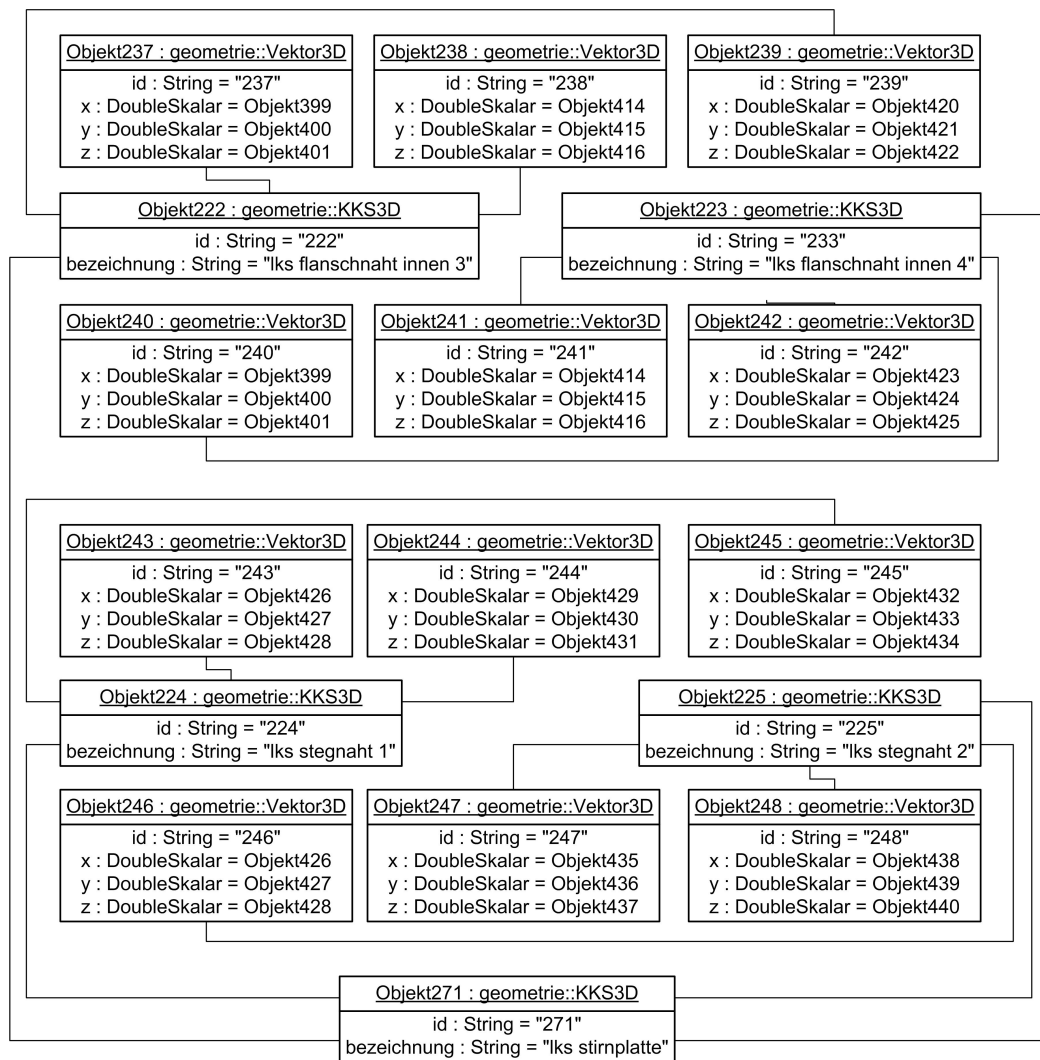 Objekt237 : geometrie::Vektor3D
id : String = "237"
x : DoubleSkalar = Objekt399
y : DoubleSkalar = Objekt400
z : DoubleSkalar = Objekt401
Objekt238 : geometrie::Vektor3D
id : String = "238"
x : DoubleSkalar = Objekt414
y : DoubleSkalar = Objekt415
z : DoubleSkalar = Objekt416
Objekt239 : geometrie::Vektor3D
id : String = "239"
x : DoubleSkalar = Objekt420
y : DoubleSkalar = Objekt421
z : DoubleSkalar = Objekt422
Objekt222 : geometrie::KKS3D
id : String = "222"
bezeichnung : String = "lks flanschnaht innen 3"
Objekt223 : geometrie::KKS3D
id : String = "233"
bezeichnung : String = "lks flanschnaht innen 4"
Objekt240 : geometrie::Vektor3D
id : String = "240"
x : DoubleSkalar = Objekt399
y : DoubleSkalar = Objekt400
z : DoubleSkalar = Objekt401
Objekt241 : geometrie::Vektor3D
id : String = "241"
x : DoubleSkalar = Objekt414
y : DoubleSkalar = Objekt415
z : DoubleSkalar = Objekt416
Objekt242 : geometrie::Vektor3D
id : String = "242"
x : DoubleSkalar = Objekt423
y : DoubleSkalar = Objekt424
z : DoubleSkalar = Objekt425
Objekt243 : geometrie::Vektor3D
id : String = "243"
x : DoubleSkalar = Objekt426
y : DoubleSkalar = Objekt427
z : DoubleSkalar = Objekt428
Objekt244 : geometrie::Vektor3D
id : String = "244"
x : DoubleSkalar = Objekt429
y : DoubleSkalar = Objekt430
z : DoubleSkalar = Objekt431
Objekt245 : geometrie::Vektor3D
id : String = "245"
x : DoubleSkalar = Objekt432
y : DoubleSkalar = Objekt433
z : DoubleSkalar = Objekt434
Objekt224 : geometrie::KKS3D
id : String = "224"
bezeichnung : String = "lks stegnaht 1"
Objekt225 : geometrie::KKS3D
id : String = "225"
bezeichnung : String = "lks stegnaht 2"
Objekt246 : geometrie::Vektor3D
id : String = "246"
x : DoubleSkalar = Objekt426
y : DoubleSkalar = Objekt427
z : DoubleSkalar = Objekt428
Objekt247 : geometrie::Vektor3D
id : String = "247"
x : DoubleSkalar = Objekt435
y : DoubleSkalar = Objekt436
z : DoubleSkalar = Objekt437
Objekt248 : geometrie::Vektor3D
id : String = "248"
x : DoubleSkalar = Objekt438
y : DoubleSkalar = Objekt439
z : DoubleSkalar = Objekt440
Objekt271 : geometrie::KKS3D
id : String = "271"
bezeichnung : String = "lks stirnplatte"